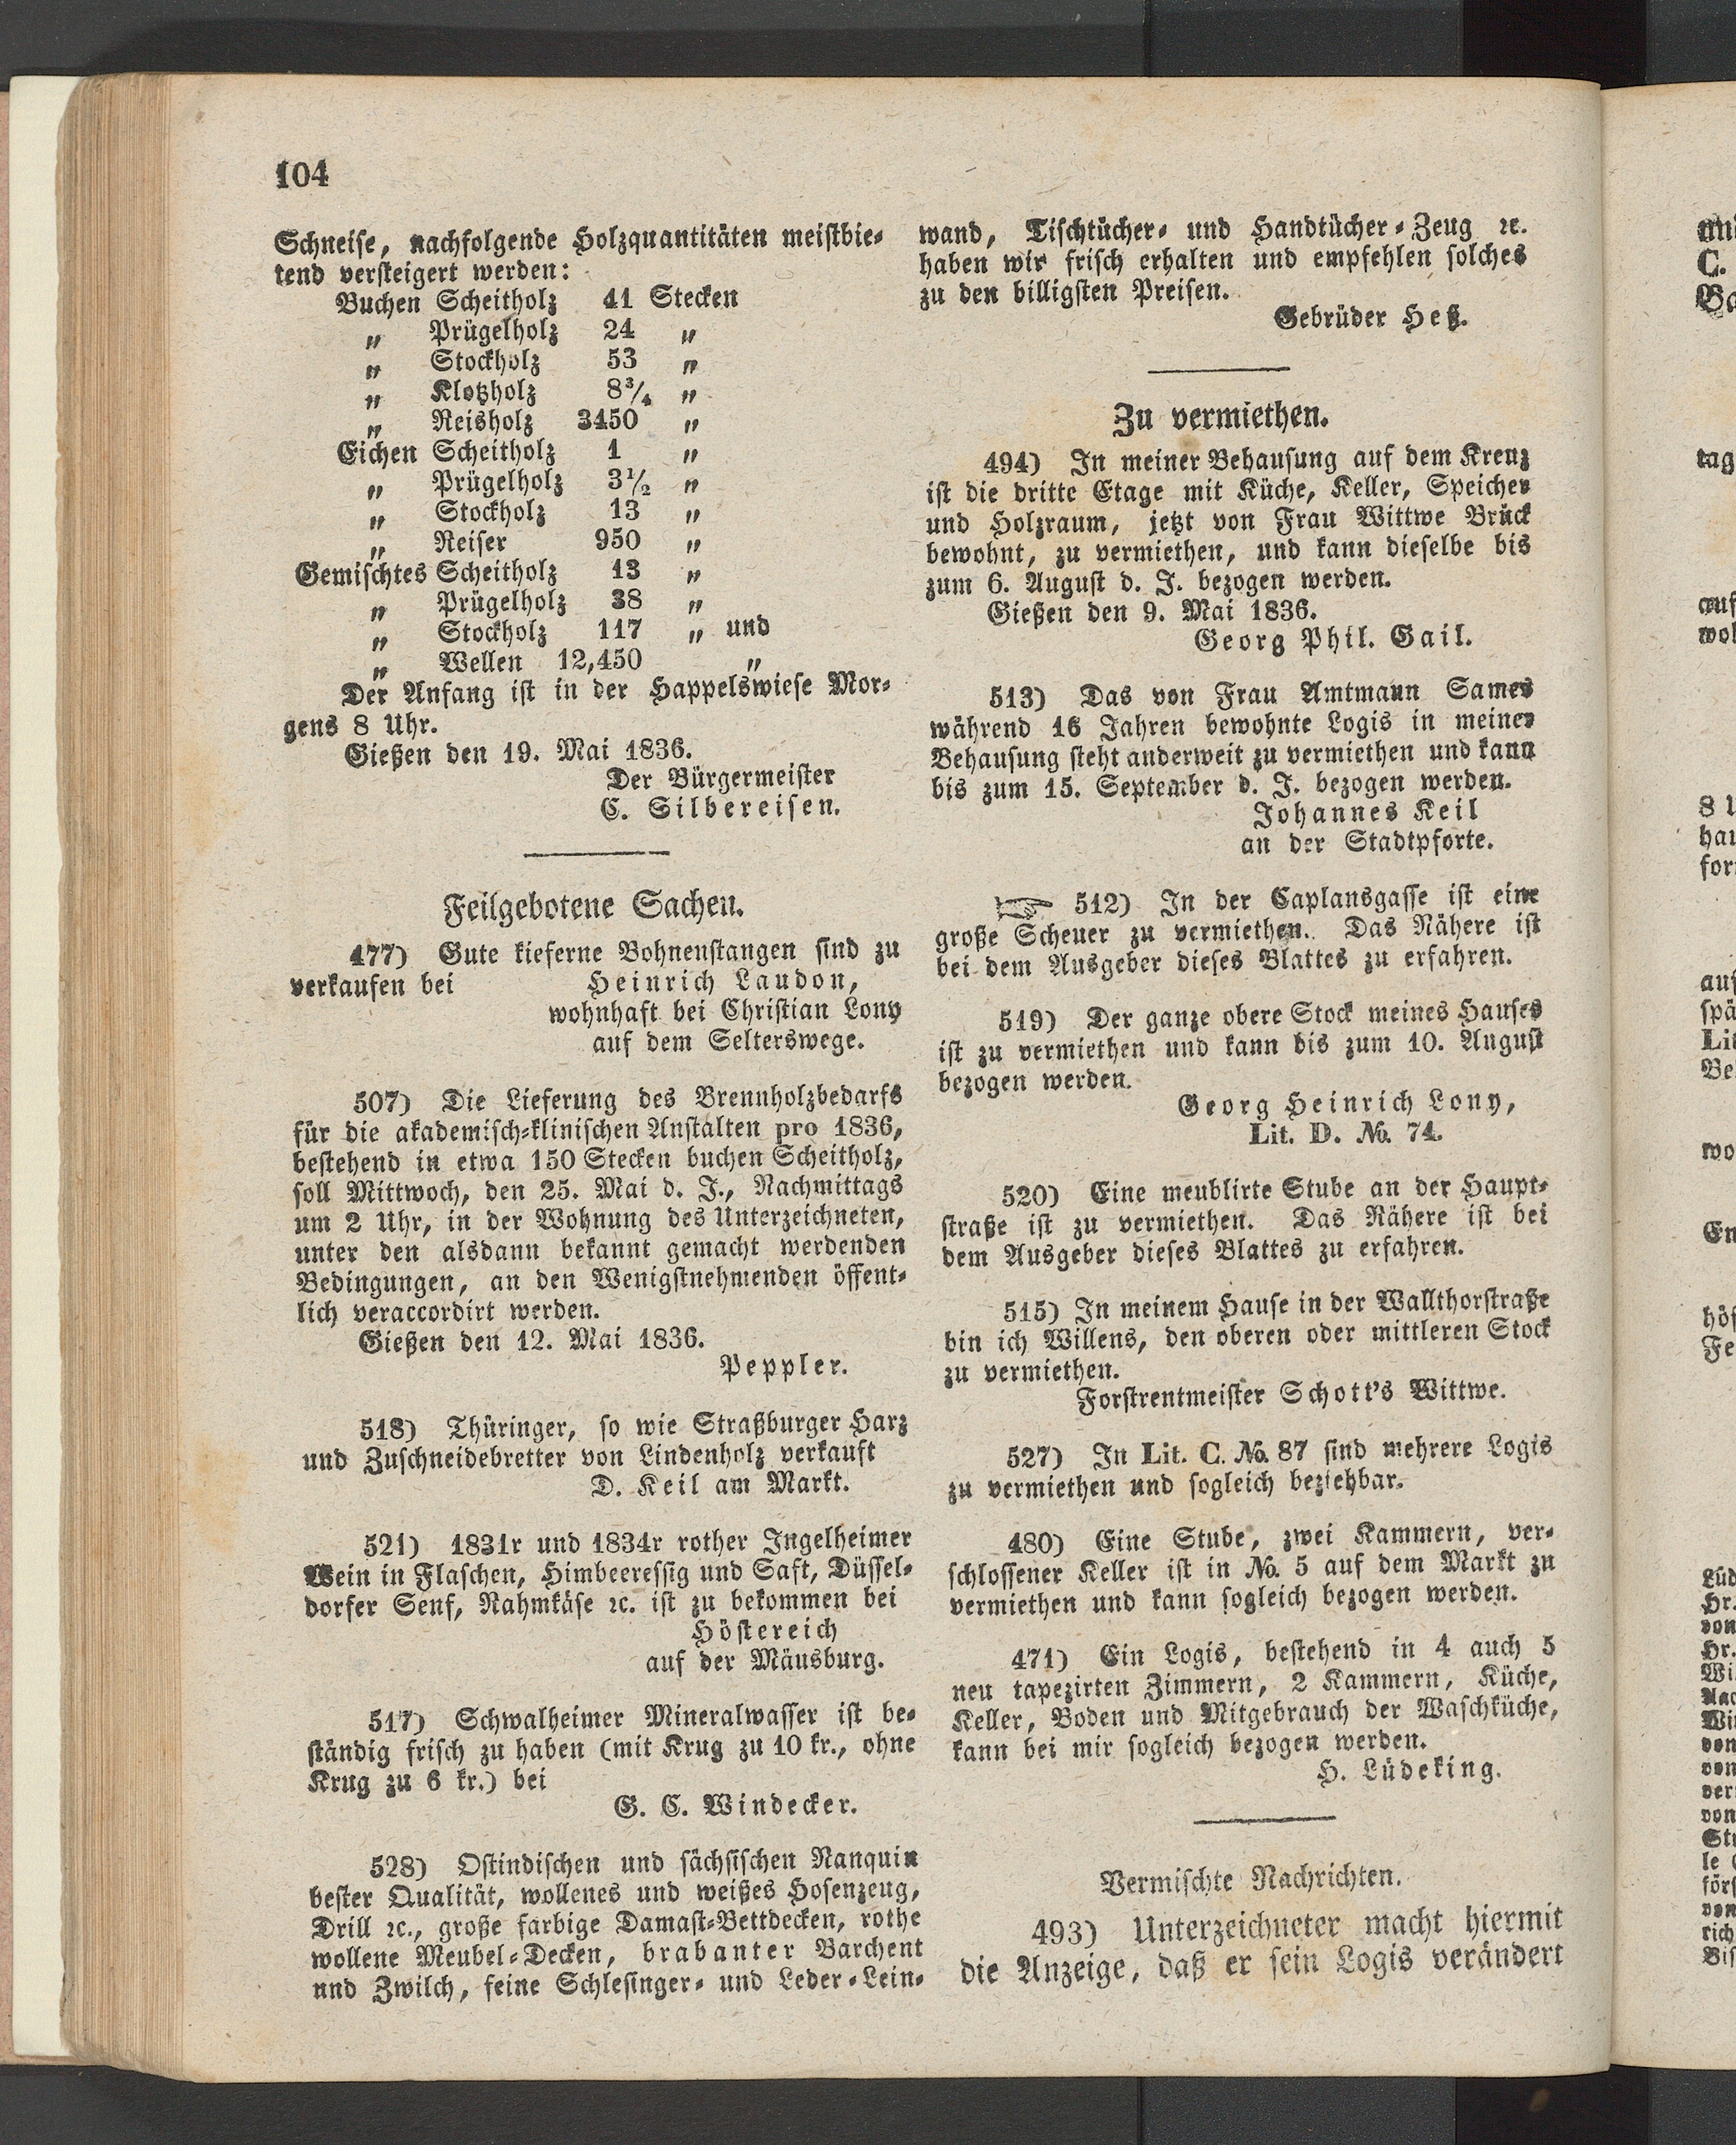 104
Schneise, nachfolgende Holzquantitäten meistbie-
tend versteigert werden:
Buchen Scheitholz 41 Stecken
„ Prügelholz 24 „
„ Stockholz 53 „
„ Klotzholz 8¾ „
„ Reisholz 3450 „
Eichen Scheitholz 1 „
„ Prügelholz 3½ „
„ Stockholz 13 „
„ Reiser 950 „
Gemischtes Scheitholz 13 „
„ Prügelholz 38 „
„ Stockholz 117 „ und
„ Wellen 12,450 „
Der Anfang ist in der Happelswiese Mor-
gens 8 Uhr.
Gießen den 19. Mai 1836.
Der Bürgermeister
C. Silbereisen.
Feilgebotene Sachen.
477) Gute kieferne Bohnenstangen sind zu
verkaufen bei Heinrich Laudon,
wohnhaft bei Christian Lony
auf dem Selterswege.
507) Die Lieferung des Brennholzbedarfs
für die akademisch-klinischen Anstalten pro 1836,
bestehend in etwa 150 Stecken buchen Scheitholz,
soll Mittwoch, den 25. Mai d. J., Nachmittags
um 2 Uhr, in der Wohnung des Unterzeichneten,
unter den alsdann bekannt gemacht werdenden
Bedingungen, an den Wenigstnehmenden öffent-
lich veraccordirt werden.
Gießen den 12. Mai 1836.
Peppler.
518) Thüringer, so wie Straßburger Harz
und Zuschneidebretter von Lindenholz verkauft
D. Keil am Markt.
521) 1831r und 1834r rother Ingelheimer
Wein in Flaschen, Himbeeressig und Saft, Düssel-
dorfer Senf, Rahmkäse ꝛc. ist zu bekommen bei
Höstereich
auf der Mäusburg.
517) Schwalheimer Mineralwasser ist be-
ständig frisch zu haben (mit Krug zu 10 kr., ohne
Krug zu 6 kr.) bei
G. C. Windecker.
528) Ostindischen und sächsischen Nanquin
bester Qualität, wollenes und weißes Hosenzeug,
Drill ꝛc., große farbige Damast-Bettdecken, rothe
wollene Meubel-Decken, brabanter Barchent
und Zwilch, feine Schlesinger- und Leder-Lein-
wand, Tischtücher- und Handtücher-Zeug ꝛc.
haben wir frisch erhalten und empfehlen solches
zu den billigsten Preisen.
Gebrüder Heß.
Zu vermiethen.
494) In meiner Behausung auf dem Kreuz
ist die dritte Etage mit Küche, Keller, Speicher
und Holzraum, jetzt von Frau Wittwe Brück
bewohnt, zu vermiethen, und kann dieselbe bis
zum 6. August d. J. bezogen werden.
Gießen den 9. Mai 1836.
Georg Phil. Gail.
513) Das von Frau Amtmann Sames
während 16 Jahren bewohnte Logis in meiner
Behausung steht anderweit zu vermiethen und kann
bis zum 15. September d. J. bezogen werden.
Johannes Keil
an der Stadtpforte.
☞ 512) In der Caplansgasse ist eine
große Scheuer zu vermiethen. Das Nähere ist
bei dem Ausgeber dieses Blattes zu erfahren.
519) Der ganze obere Stock meines Hauses
ist zu vermiethen und kann bis zum 10. August
bezogen werden.
Georg Heinrich Lony,
Lit. D. No. 74.
520) Eine meublirte Stube an der Haupt-
straße ist zu vermiethen. Das Nähere ist bei
dem Ausgeber dieses Blattes zu erfahren.
515) In meinem Hause in der Wallthorstraße
bin ich Willens, den oberen oder mittleren Stock
zu vermiethen.
Forstrentmeister Schott's Wittwe.
527) In Lit. C. No. 87 sind mehrere Logis
zu vermiethen und sogleich beziehbar.
480) Eine Stube, zwei Kammern, ver-
schlossener Keller ist in No. 5 auf dem Markt zu
vermiethen und kann sogleich bezogen werden.
471) Ein Logis, bestehend in 4 auch 5
neu tapezirten Zimmern, 2 Kammern, Küche,
Keller, Boden und Mitgebrauch der Waschküche,
kann bei mir sogleich bezogen werden.
H. Lüdeking.
Vermischte Nachrichten.
493) Unterzeichneter macht hiermit
die Anzeige, daß er sein Logis verändert